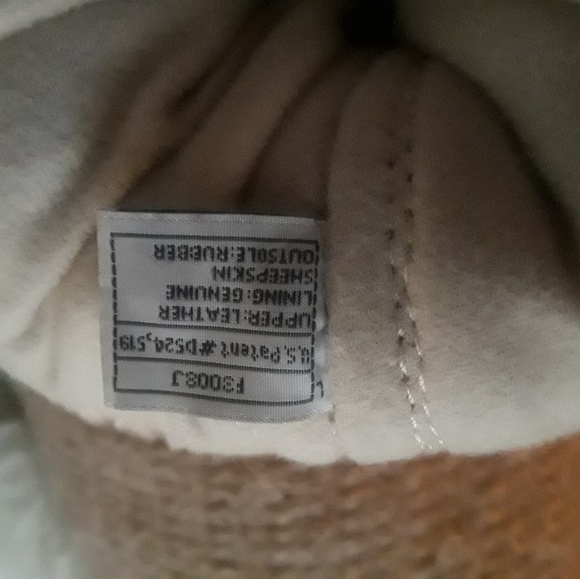 F3008J
U.S.Patent#D524,519
UPPER:LEATHER
LINING:GENUINE
SHEEPSKIN
OUTSOLE:RUBBER